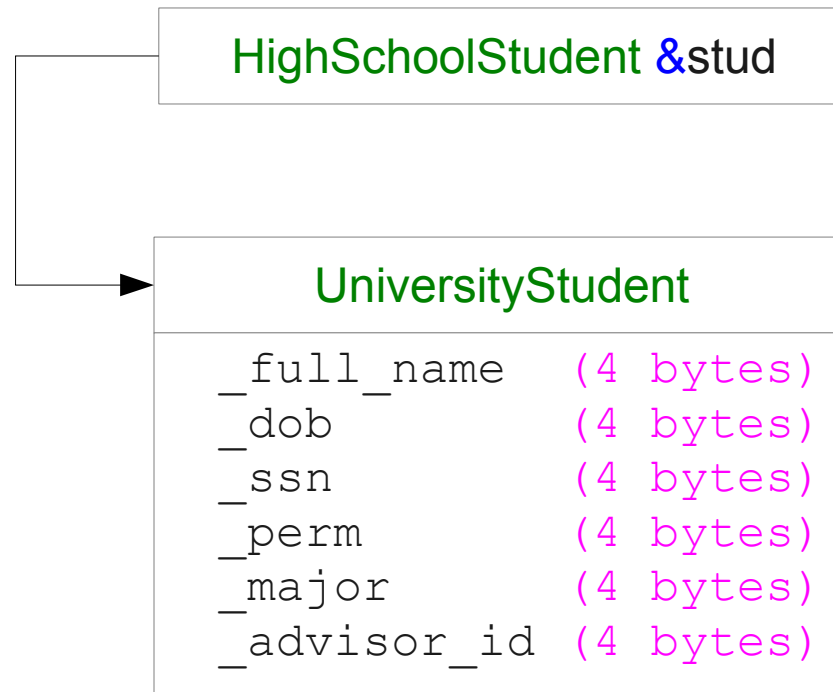 HighSchoolStudent &stud
UniversityStudent
_full_name (4 bytes)
_dob (4 bytes)
_ssn (4 bytes)
_perm (4 bytes)
_major (4 bytes)
_advisor_id (4 bytes)